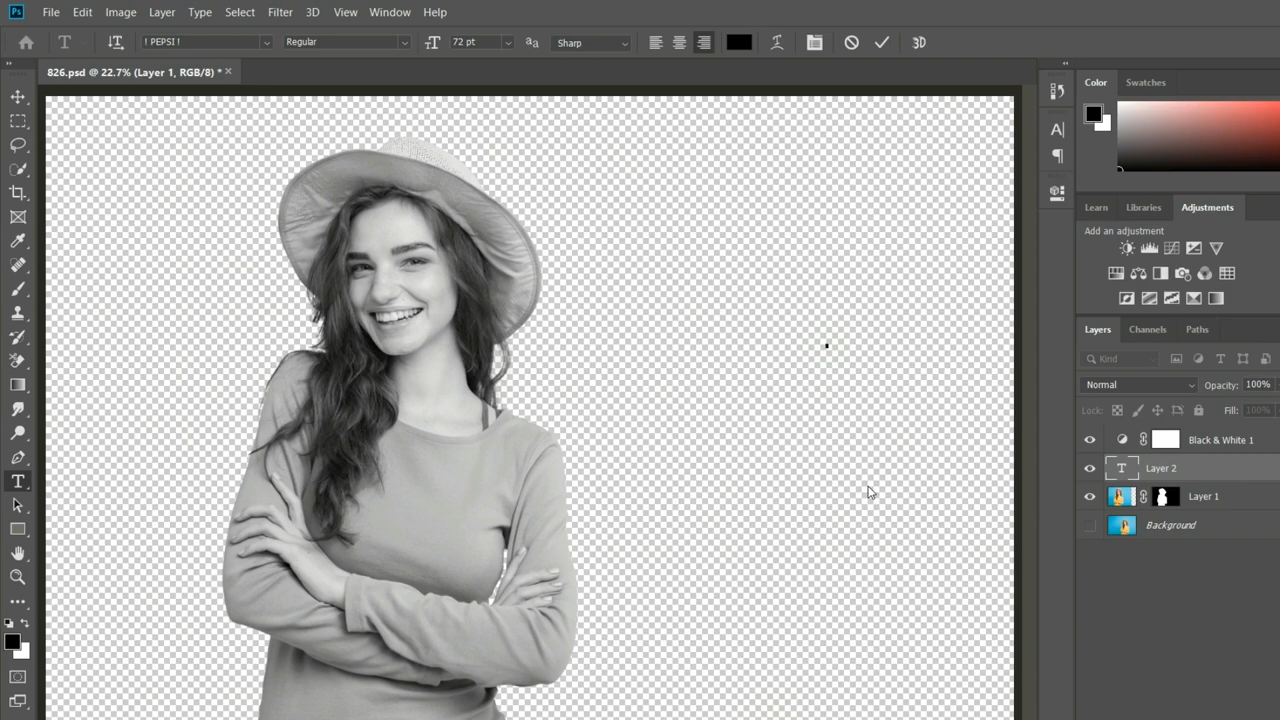 Ps File Edit Image Layer Type Select Filter 3D View Window Help
T ! PEPSI ! Regular 72 pt Sharp 3D
826.psd @ 22.7% (Layer 1, RGB/8) *
Color Swatches
Learn Libraries Adjustments
Add an adjustment
Layers Channels Paths
Kind
Normal Opacity: 100%
Lock: Fill: 100%
Black & White 1
T Layer 2
Layer 1
Background